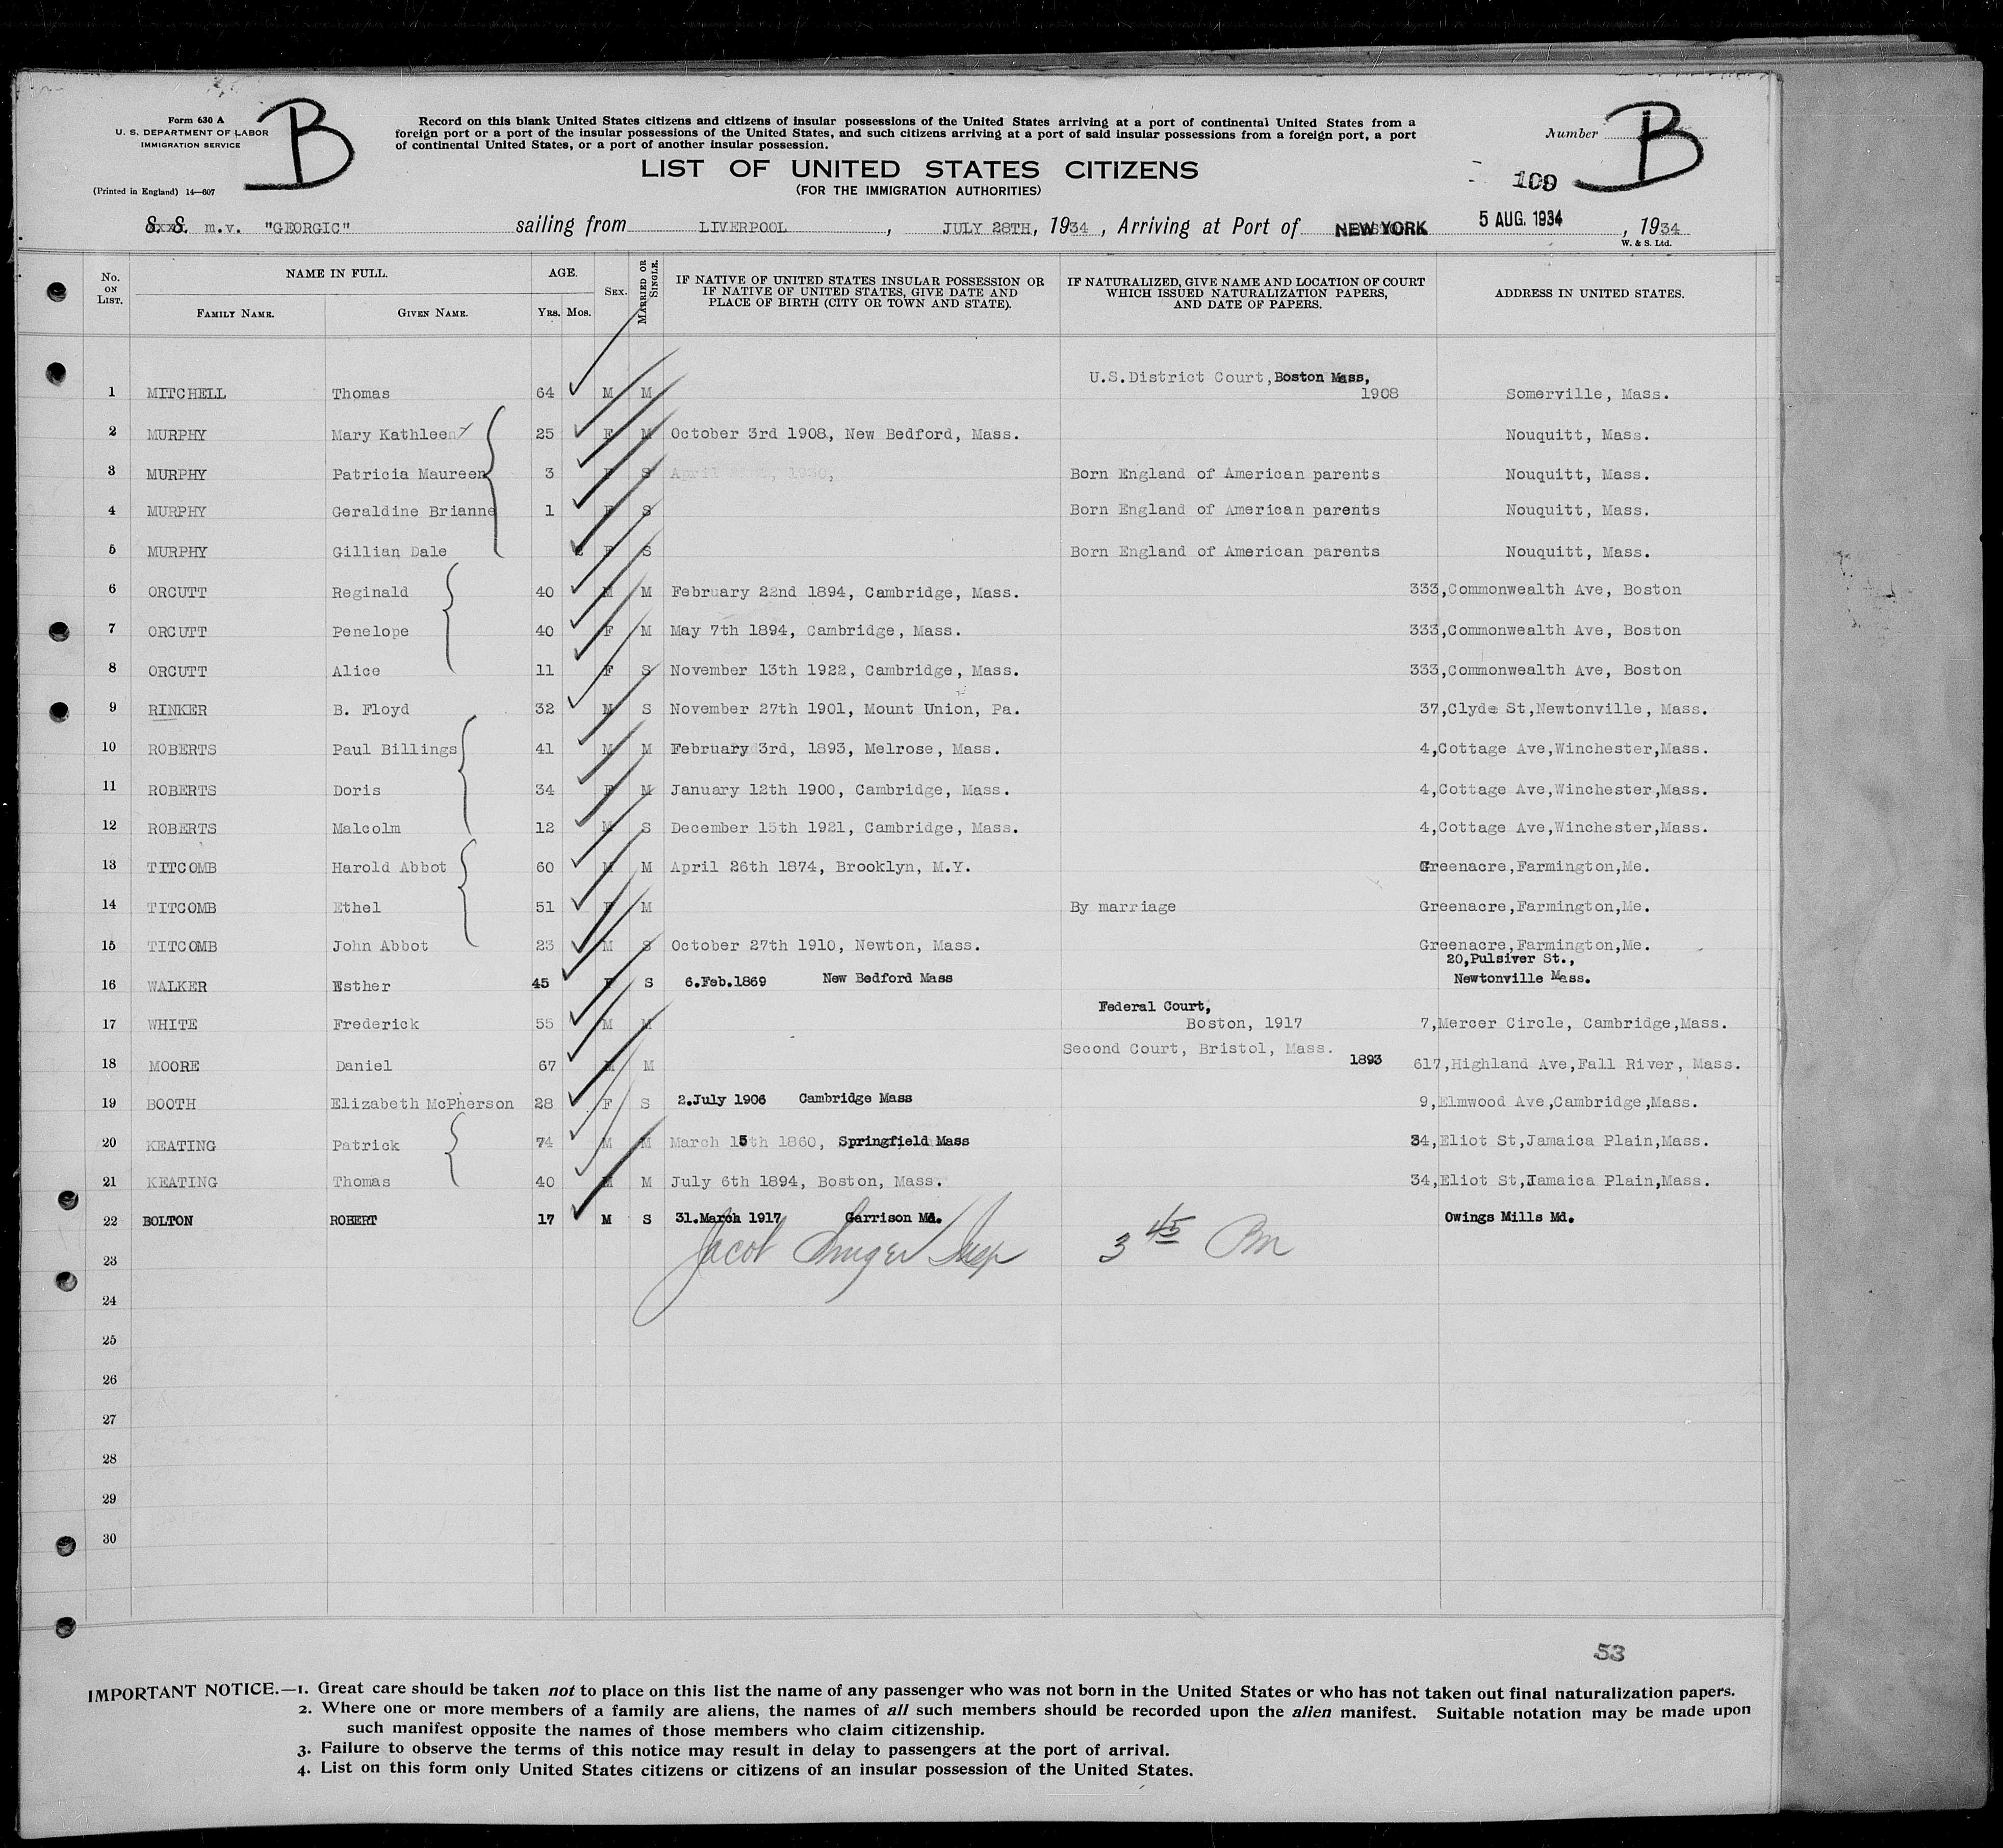 Form 630 A
U. S. DEPARTMENT OF LABOR
IMMIGRATION SERVICE
(Printed in England) 14—607
B
Record on this blank United States citizens and citizens of insular possessions of the United States arriving at a port of continental United States from a
foreign port or a port of the insular possessions of the United States, and such citizens arriving at a port of said insular possessions from a foreign port, a port
of continental United States, or a port of another insular possession.
LIST OF UNITED STATES CITIZENS
(FOR THE IMMIGRATION AUTHORITIES)
Number B
109
S. S. m.v. "GEORGIC" sailing from LIVERPOOL, JULY 28TH, 1934, Arriving at Port of NEW YORK 5 AUG. 1934, 1934
W. & S. Ltd.
No. ON LIST. NAME IN FULL. FAMILY NAME. GIVEN NAME. AGE. YRS. MOS. SEX. MARRIED OR SINGLE. IF NATIVE OF UNITED STATES INSULAR POSSESSION OR IF NATIVE OF UNITED STATES, GIVE DATE AND PLACE OF BIRTH (CITY OR TOWN AND STATE). IF NATURALIZED, GIVE NAME AND LOCATION OF COURT WHICH ISSUED NATURALIZATION PAPERS, AND DATE OF PAPERS. ADDRESS IN UNITED STATES.
1 MITCHELL Thomas 64 M M U.S.District Court, Boston Mass, 1908 Somerville, Mass.
2 MURPHY Mary Kathleen 25 F M October 3rd 1908, New Bedford, Mass. Nouquitt, Mass.
3 MURPHY Patricia Maureen 3 F S Born England of American parents Nouquitt, Mass.
4 MURPHY Geraldine Brianne 1 F S Born England of American parents Nouquitt, Mass.
5 MURPHY Gillian Dale F S Born England of American parents Nouquitt, Mass.
6 ORCUTT Reginald 40 M M February 22nd 1894, Cambridge, Mass. 333,Commonwealth Ave, Boston
7 ORCUTT Penelope 40 F M May 7th 1894, Cambridge, Mass. 333,Commonwealth Ave, Boston
8 ORCUTT Alice 11 F S November 13th 1922, Cambridge, Mass. 333,Commonwealth Ave, Boston
9 RINKER B. Floyd 32 M S November 27th 1901, Mount Union, Pa. 37,Clyde St,Newtonville, Mass.
10 ROBERTS Paul Billings 41 M M February 3rd, 1893, Melrose, Mass. 4,Cottage Ave,Winchester,Mass.
11 ROBERTS Doris 34 F M January 12th 1900, Cambridge, Mass. 4,Cottage Ave,Winchester,Mass.
12 ROBERTS Malcolm 12 M S December 15th 1921, Cambridge, Mass. 4,Cottage Ave,Winchester,Mass.
13 TITCOMB Harold Abbot 60 M M April 26th 1874, Brooklyn, M.Y. Greenacre,Farmington,Me.
14 TITCOMB Ethel 51 F M By marriage Greenacre,Farmington,Me.
15 TITCOMB John Abbot 23 M S October 27th 1910, Newton, Mass. Greenacre,Farmington,Me.
16 WALKER Esther 45 F S 6.Feb.1869 New Bedford Mass 20,Pulsiver St., Newtonville Mass.
17 WHITE Frederick 55 M M Federal Court, Boston, 1917 7,Mercer Circle, Cambridge,Mass.
18 MOORE Daniel 67 M M Second Court, Bristol, Mass. 1893 617,Highland Ave,Fall River, Mass.
19 BOOTH Elizabeth McPherson 28 F S 2.July 1906 Cambridge Mass 9,Elmwood Ave,Cambridge,Mass.
20 KEATING Patrick 74 M M March 15th 1860, Springfield Mass 34,Eliot St,Jamaica Plain,Mass.
21 KEATING Thomas 40 M M July 6th 1894, Boston, Mass. 34,Eliot St,Jamaica Plain,Mass.
22 BOLTON ROBERT 17 M S 31.March 1917 Garrison Md. Owings Mills Md.
Jacob Insp 3 45 Pm
23
24
25
26
27
28
29
30
53
IMPORTANT NOTICE.—1. Great care should be taken not to place on this list the name of any passenger who was not born in the United States or who has not taken out final naturalization papers.
2. Where one or more members of a family are aliens, the names of all such members should be recorded upon the alien manifest. Suitable notation may be made upon
such manifest opposite the names of those members who claim citizenship.
3. Failure to observe the terms of this notice may result in delay to passengers at the port of arrival.
4. List on this form only United States citizens or citizens of an insular possession of the United States.